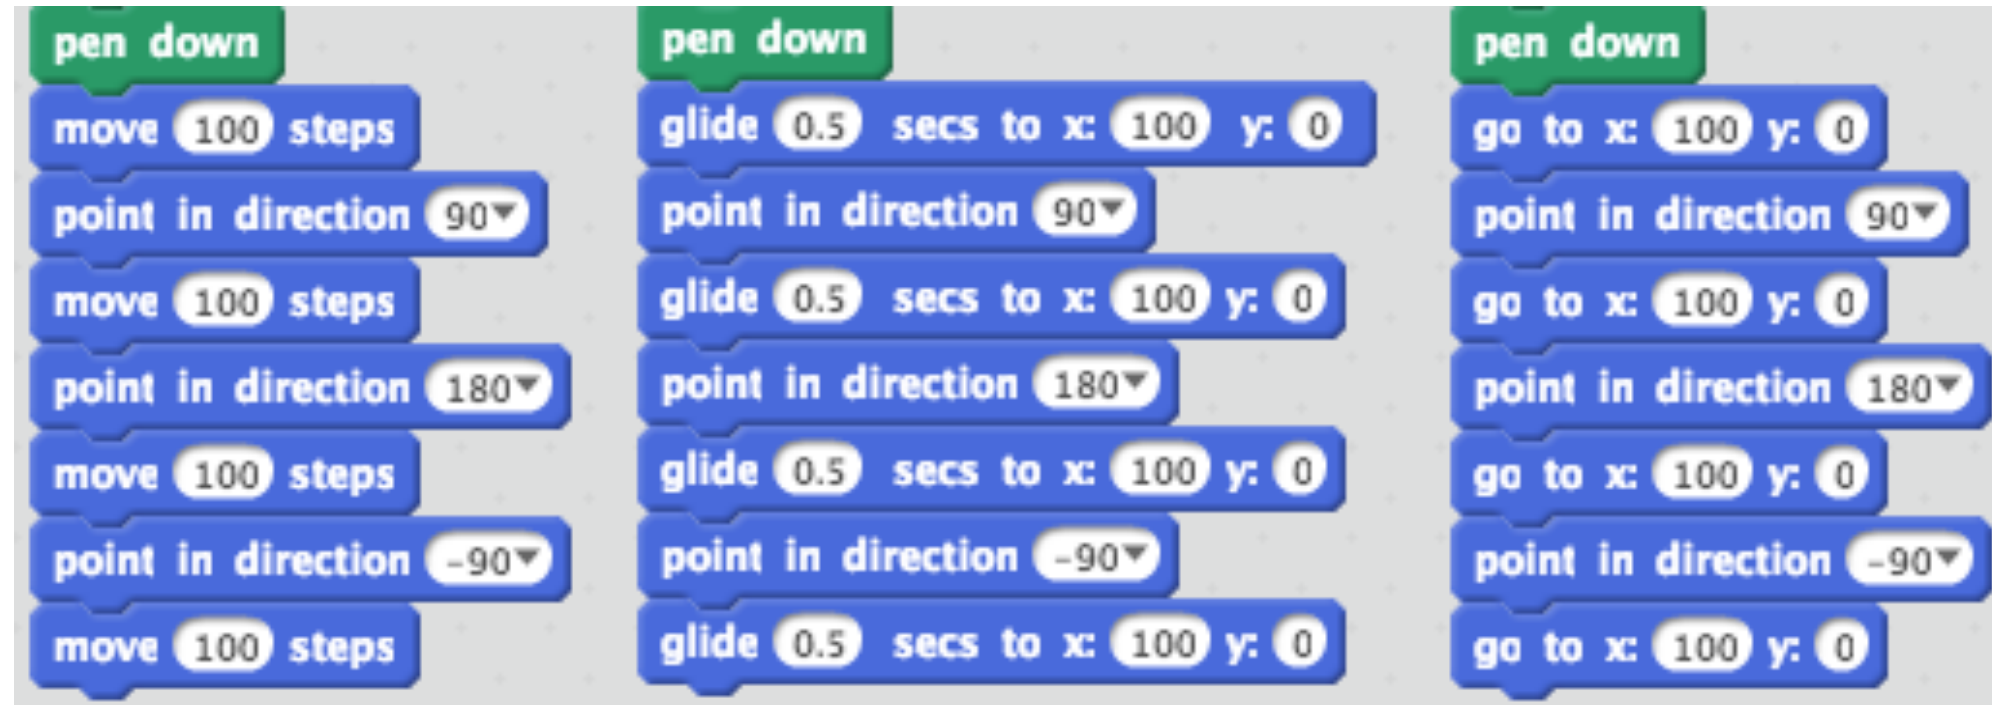 pen down
move 100 steps
point in direction 90
move 100 steps
point in direction 180
move 100 steps
point in direction -90
move 100 steps
pen down
glide 0.5 secs to x: 100 y: 0
point in direction 90
glide 0.5 secs to x: 100 y: 0
point in direction 180
glide 0.5 secs to x: 100 y: 0
point in direction -90
glide 0.5 secs to x: 100 y: 0
pen down
go to x: 100 y: 0
point in direction 90
go to x: 100 y: 0
point in direction 180
go to x: 100 y: 0
point in direction -90
go to x: 100 y: 0